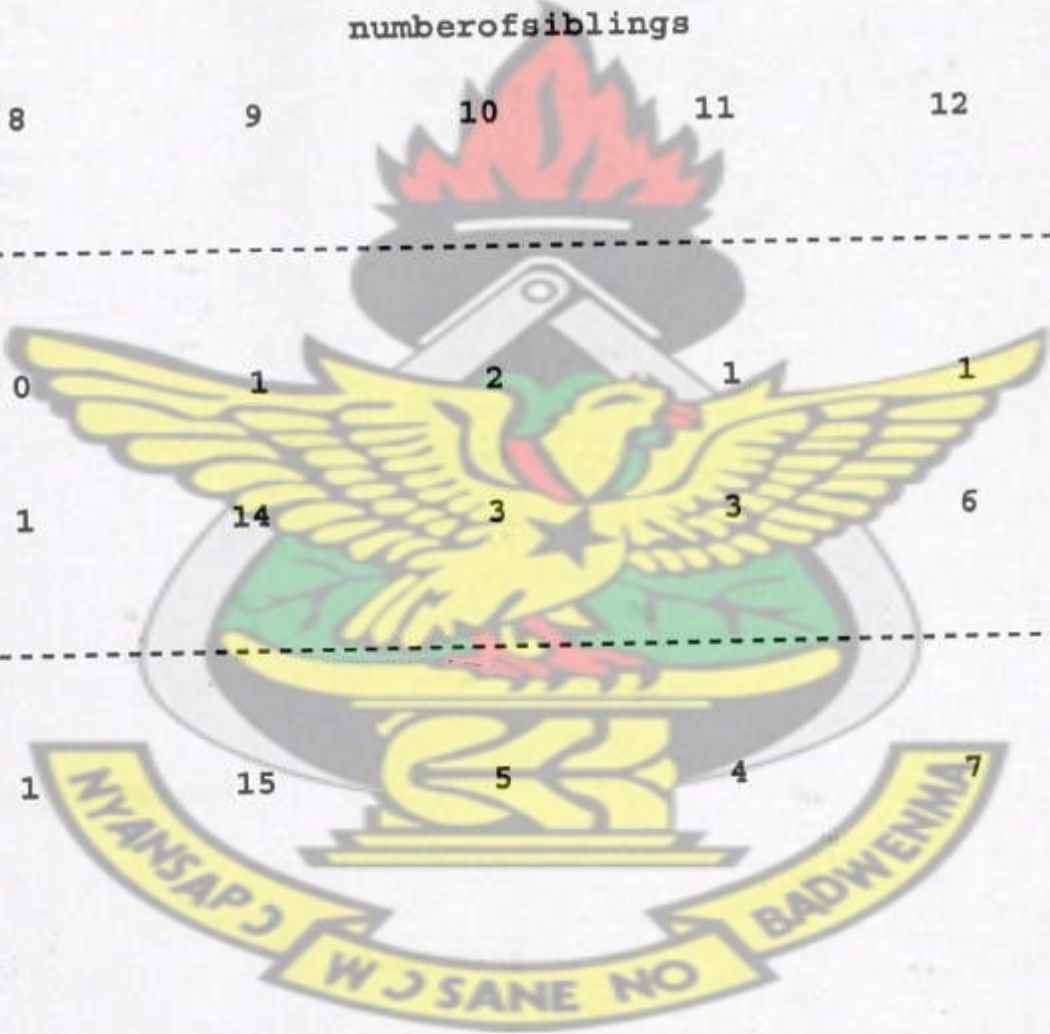 numberofsiblings
8 9 10 11 12
0 1 2 1 1
1 14 3 3 6
1 15 5 4 7
NYANSAPƆ
WƆSANE NO
BADWENMA